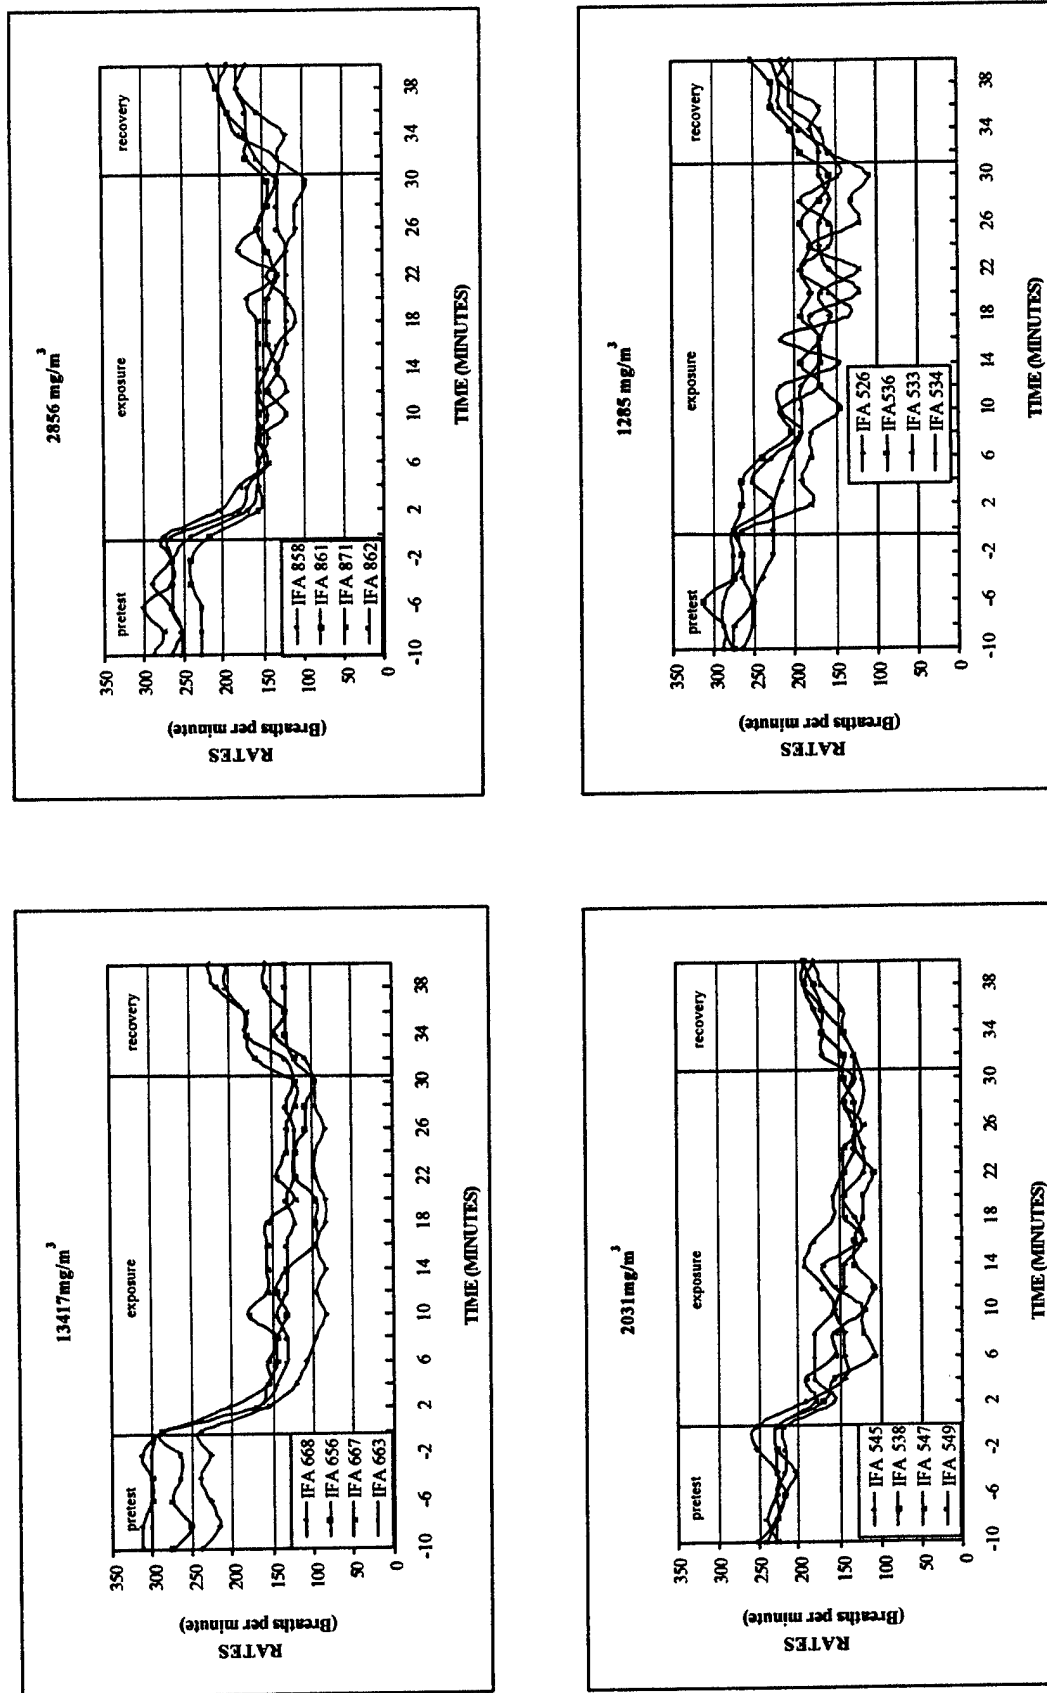 13417mg/m3
pretest
exposure
recovery
RATES
(Breaths per minute)
350
300
250
200
150
100
50
0
IFA 668
IFA 656
IFA 667
IFA 663
-10
-6
-2
2
6
10
14
18
22
26
30
34
38
TIME (MINUTES)
2856 mg/m3
pretest
exposure
recovery
RATES
(Breaths per minute)
350
300
250
200
150
100
50
0
IFA 858
IFA 861
IFA 871
IFA 862
-10
-6
-2
2
6
10
14
18
22
26
30
34
38
TIME (MINUTES)
2031mg/m3
pretest
exposure
recovery
RATES
(Breaths per minute)
350
300
250
200
150
100
50
0
IFA 545
IFA 538
IFA 547
IFA 549
-10
-6
-2
2
6
10
14
18
22
26
30
34
38
TIME (MINUTES)
1285 mg/m3
pretest
exposure
recovery
RATES
(Breaths per minute)
350
300
250
200
150
100
50
0
IFA 526
IFA536
IFA 533
IFA 534
-10
-6
-2
2
6
10
14
18
22
26
30
34
38
TIME (MINUTES)